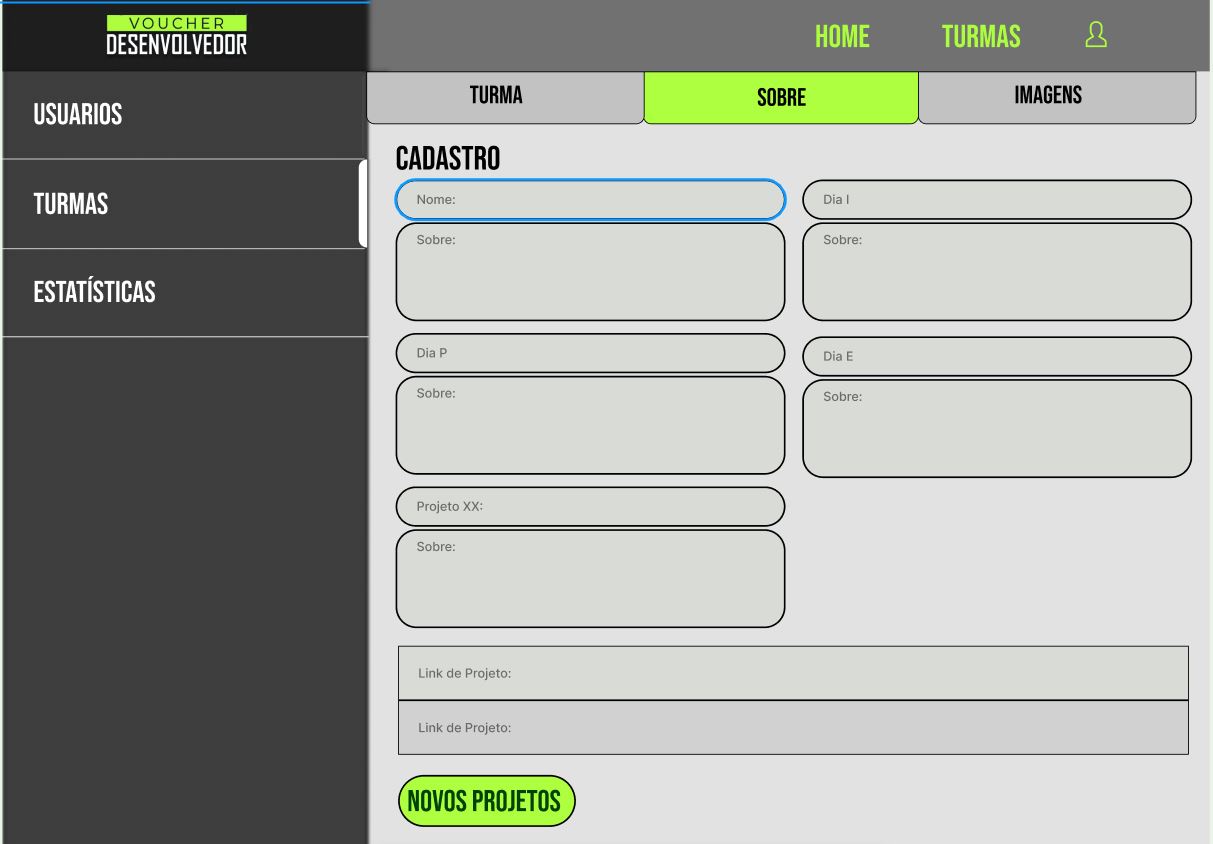 VOUCHER
DESENVOLVEDOR
HOME
TURMAS
USUARIOS
TURMAS
ESTATÍSTICAS
TURMA
SOBRE
IMAGENS
CADASTRO
Nome:
Sobre:
Dia I
Sobre:
Dia P
Sobre:
Dia E
Sobre:
Projeto XX:
Sobre:
Link de Projeto:
Link de Projeto:
NOVOS PROJETOS